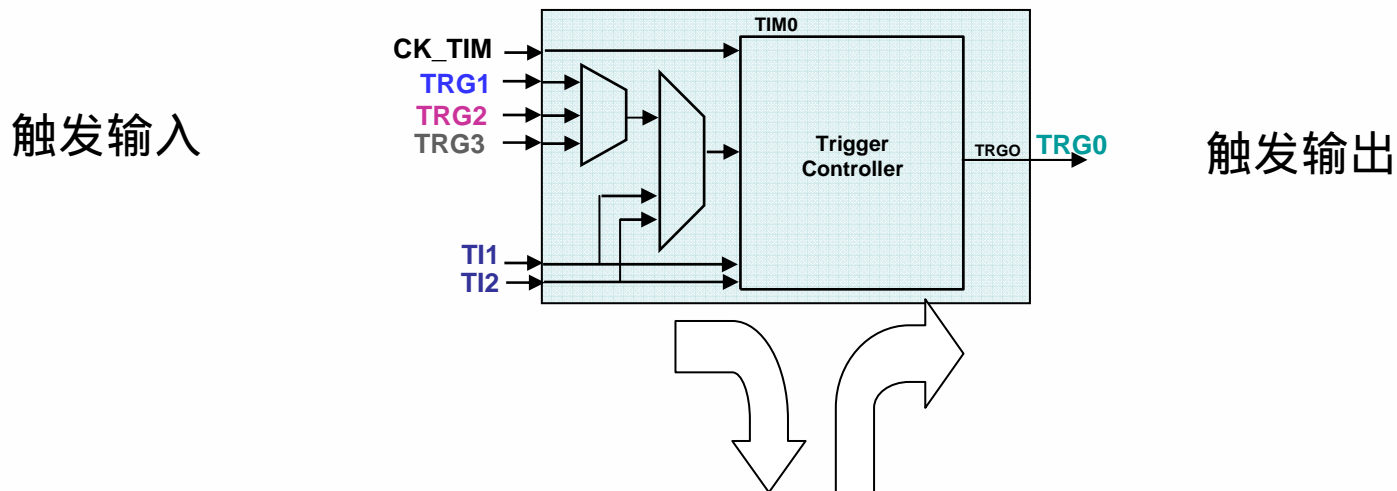 TIM0
CK_TIM
TRG1
TRG2
TRG3
触发输入
Trigger
Controller
TRGO
TRG0
触发输出
TI1
TI2